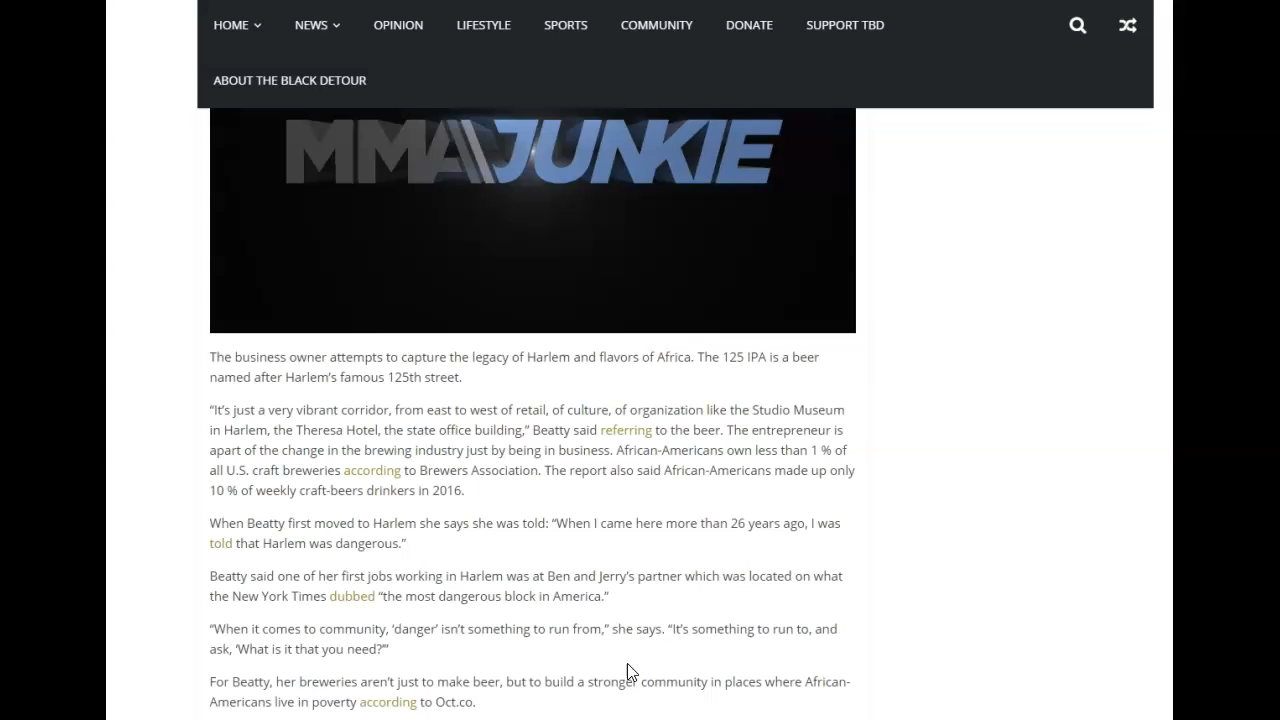 HOME NEWS OPINION LIFESTYLE SPORTS COMMUNITY DONATE SUPPORT TBD
ABOUT THE BLACK DETOUR
MMA JUNKIE
The business owner attempts to capture the legacy of Harlem and flavors of Africa. The 125 IPA is a beer
named after Harlem’s famous 125th street.
“It’s just a very vibrant corridor, from east to west of retail, of culture, of organization like the Studio Museum
in Harlem, the Theresa Hotel, the state office building,” Beatty said referring to the beer. The entrepreneur is
apart of the change in the brewing industry just by being in business. African-Americans own less than 1 % of
all U.S. craft breweries according to Brewers Association. The report also said African-Americans made up only
10 % of weekly craft-beers drinkers in 2016.
When Beatty first moved to Harlem she says she was told: “When I came here more than 26 years ago, I was
told that Harlem was dangerous.”
Beatty said one of her first jobs working in Harlem was at Ben and Jerry’s partner which was located on what
the New York Times dubbed “the most dangerous block in America.”
“When it comes to community, ‘danger’ isn’t something to run from,” she says. “It’s something to run to, and
ask, ‘What is it that you need?’”
For Beatty, her breweries aren’t just to make beer, but to build a stronger community in places where African-
Americans live in poverty according to Oct.co.